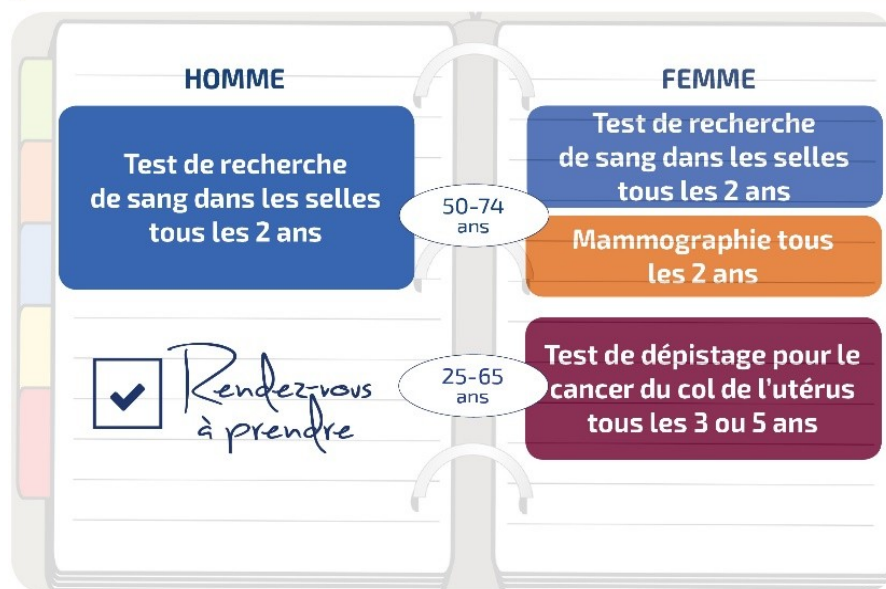 HOMME
Test de recherche
de sang dans les selles
tous les 2 ans
50-74
ans
FEMME
Test de recherche
de sang dans les selles
tous les 2 ans
Mammographie tous
les 2 ans
Rendez-vous
à prendre
25-65
ans
Test de dépistage pour le
cancer du col de l'utérus
tous les 3 ou 5 ans